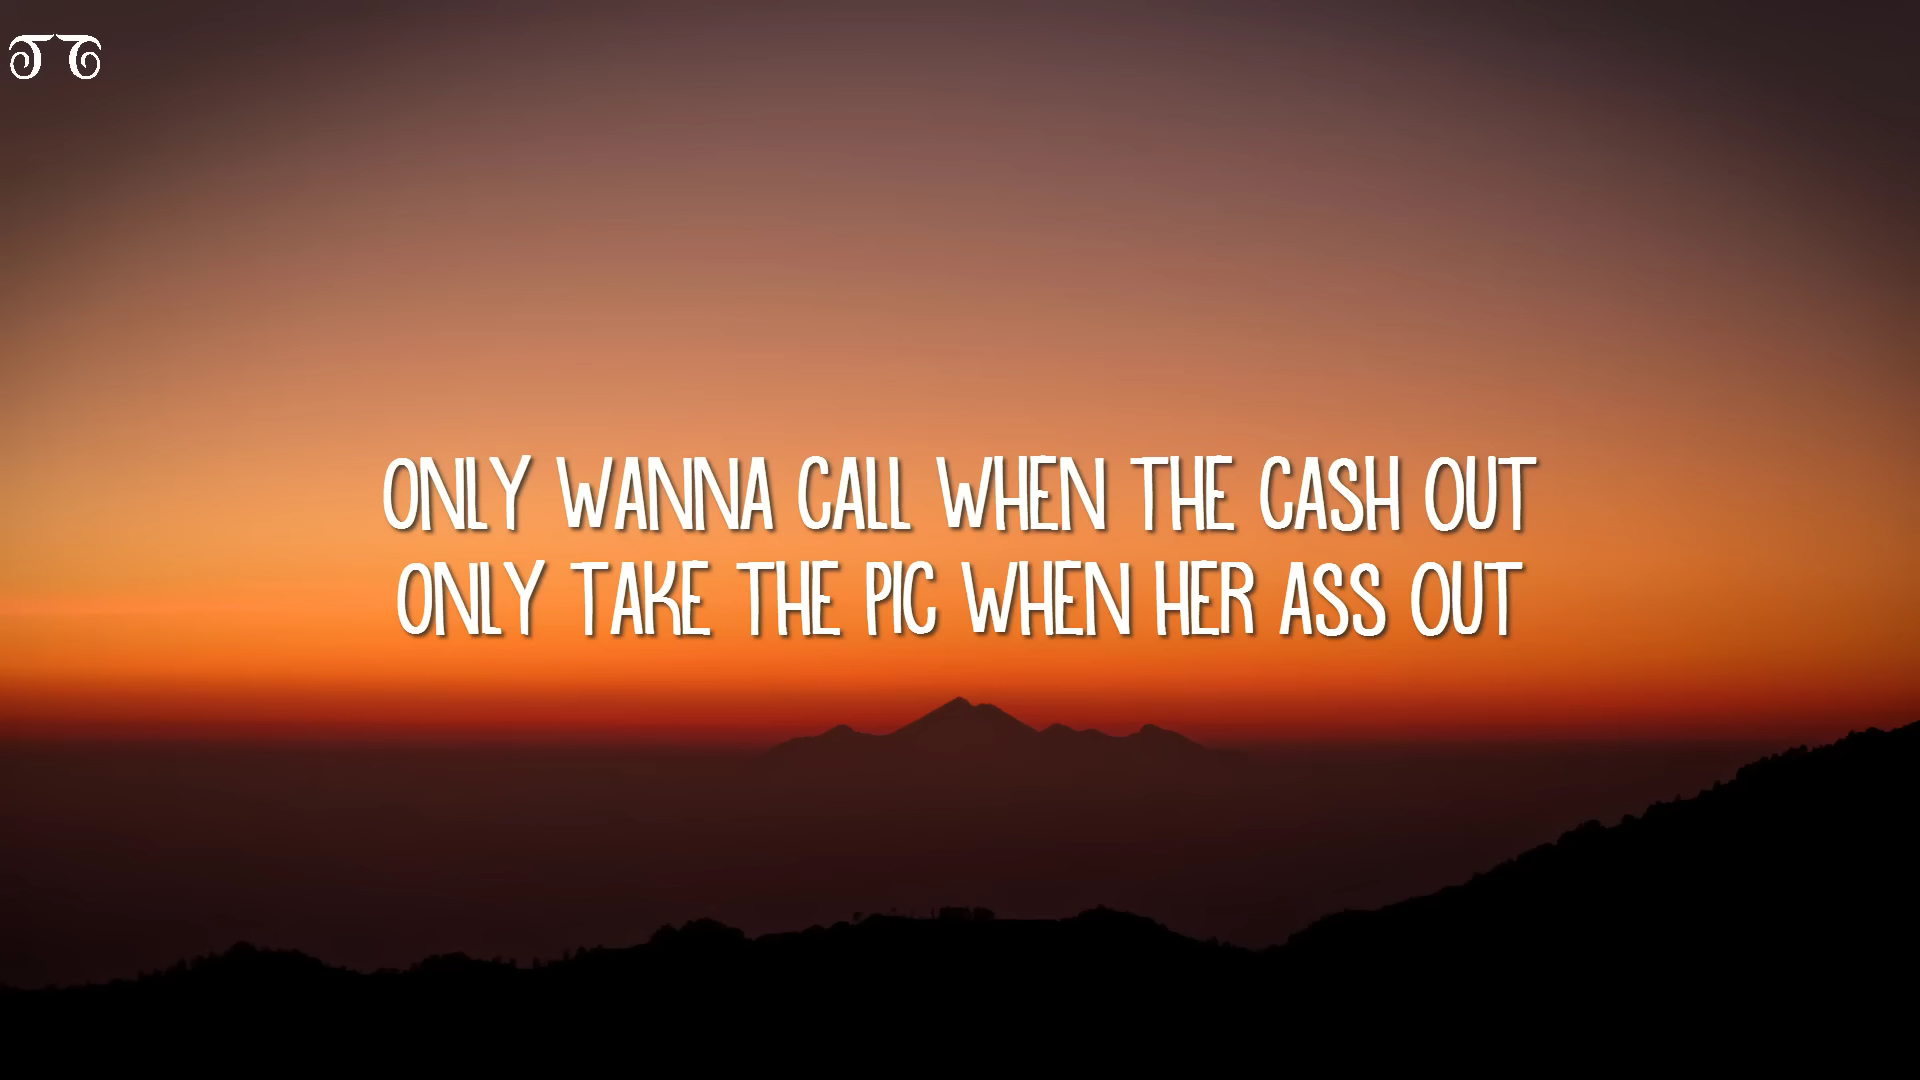 ONLY WANNA CALL WHEN THE CASH OUT
ONLY TAKE THE PIC WHEN HER ASS OUT